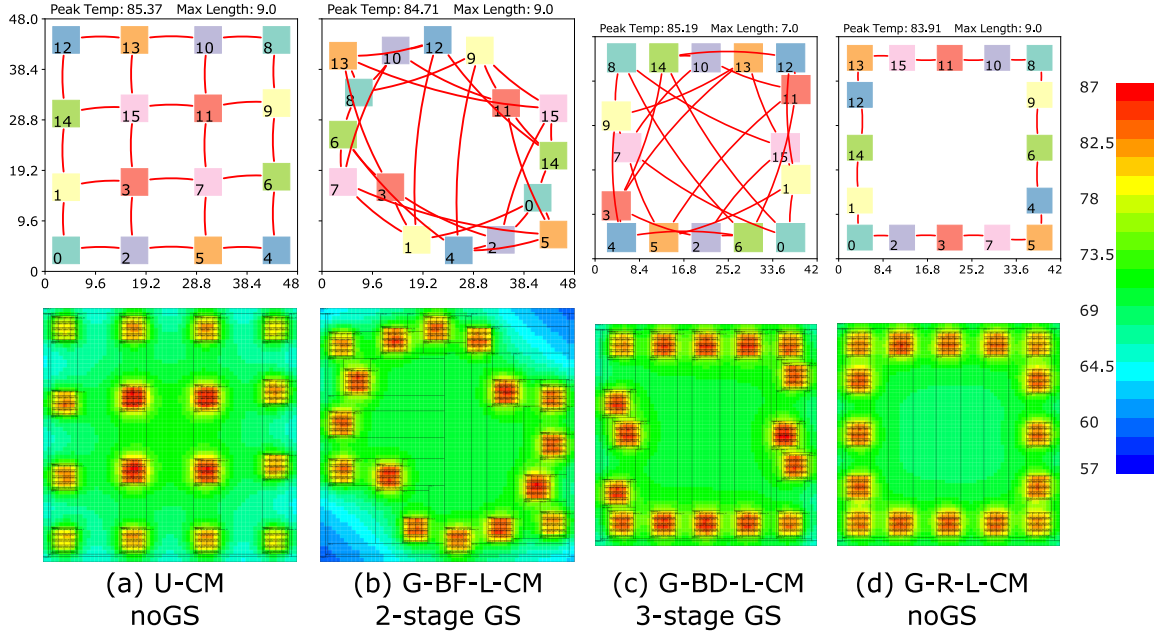 Peak Temp: 85.37 Max Length: 9.0
48.0
38.4
28.8
19.2
9.6
0
0 9.6 19.2 28.8 38.4 48
12 13 10 8
14 15 11 9
1 3 7 6
0 2 5 4
Peak Temp: 84.71 Max Length: 9.0
13 10 12 9
8 11 15
6 14
7 3 0
1 4 2 5
0 9.6 19.2 28.8 38.4 48
Peak Temp: 85.19 Max Length: 7.0
8 14 10 13 12
11
9
7 15
1
3
4 5 2 6 0
0 8.4 16.8 25.2 33.6 42
Peak Temp: 83.91 Max Length: 9.0
13 15 11 10 8
12 9
14 6
1 4
0 2 3 7 5
0 8.4 16.8 25.2 33.6 42
87
82.5
78
73.5
69
64.5
60
57
(a) U-CM
noGS
(b) G-BF-L-CM
2-stage GS
(c) G-BD-L-CM
3-stage GS
(d) G-R-L-CM
noGS